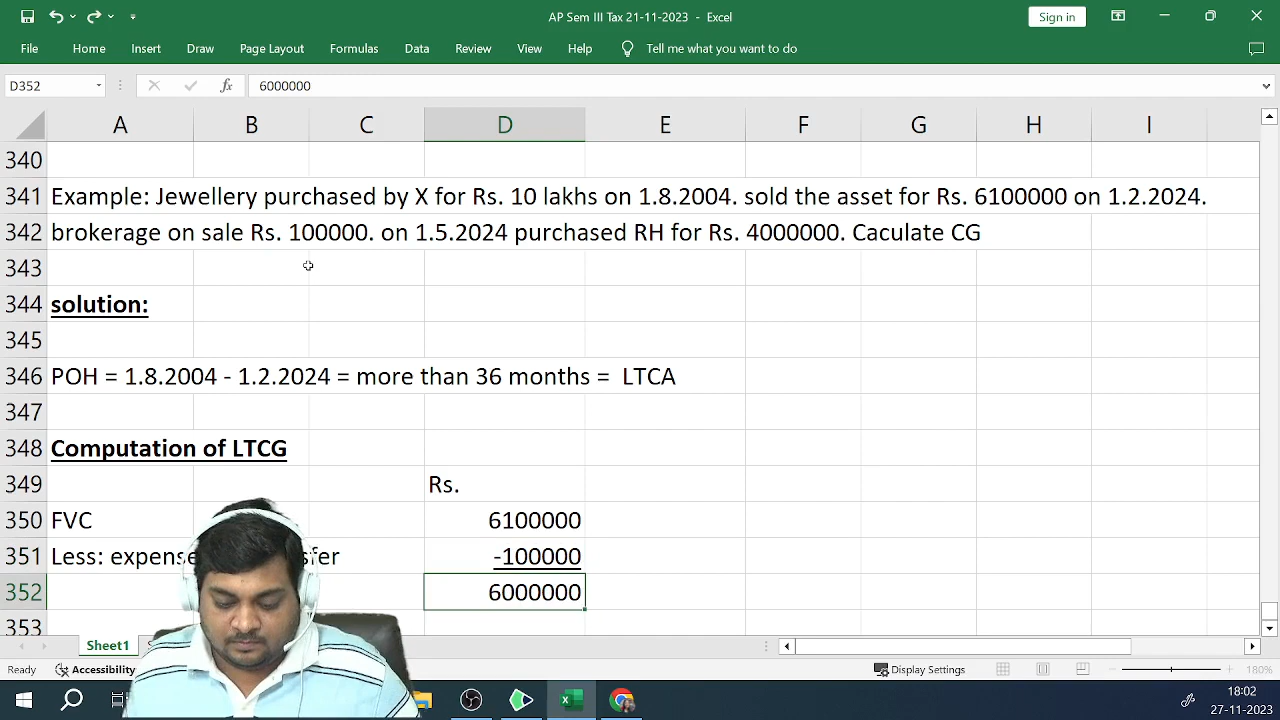 AP Sem III Tax 21-11-2023 - Excel
Sign in
File Home Insert Draw Page Layout Formulas Data Review View Help Tell me what you want to do
D352 fx 6000000
A B C D E F G H I
340
341 Example: Jewellery purchased by X for Rs. 10 lakhs on 1.8.2004. sold the asset for Rs. 6100000 on 1.2.2024.
342 brokerage on sale Rs. 100000. on 1.5.2024 purchased RH for Rs. 4000000. Caculate CG
343
344 solution:
345
346 POH = 1.8.2004 - 1.2.2024 = more than 36 months = LTCA
347
348 Computation of LTCG
349 Rs.
350 FVC 6100000
351 Less: expense sfer -100000
352 6000000
353
Sheet1
Ready Accessibility Display Settings 180%
18:02
27-11-2023